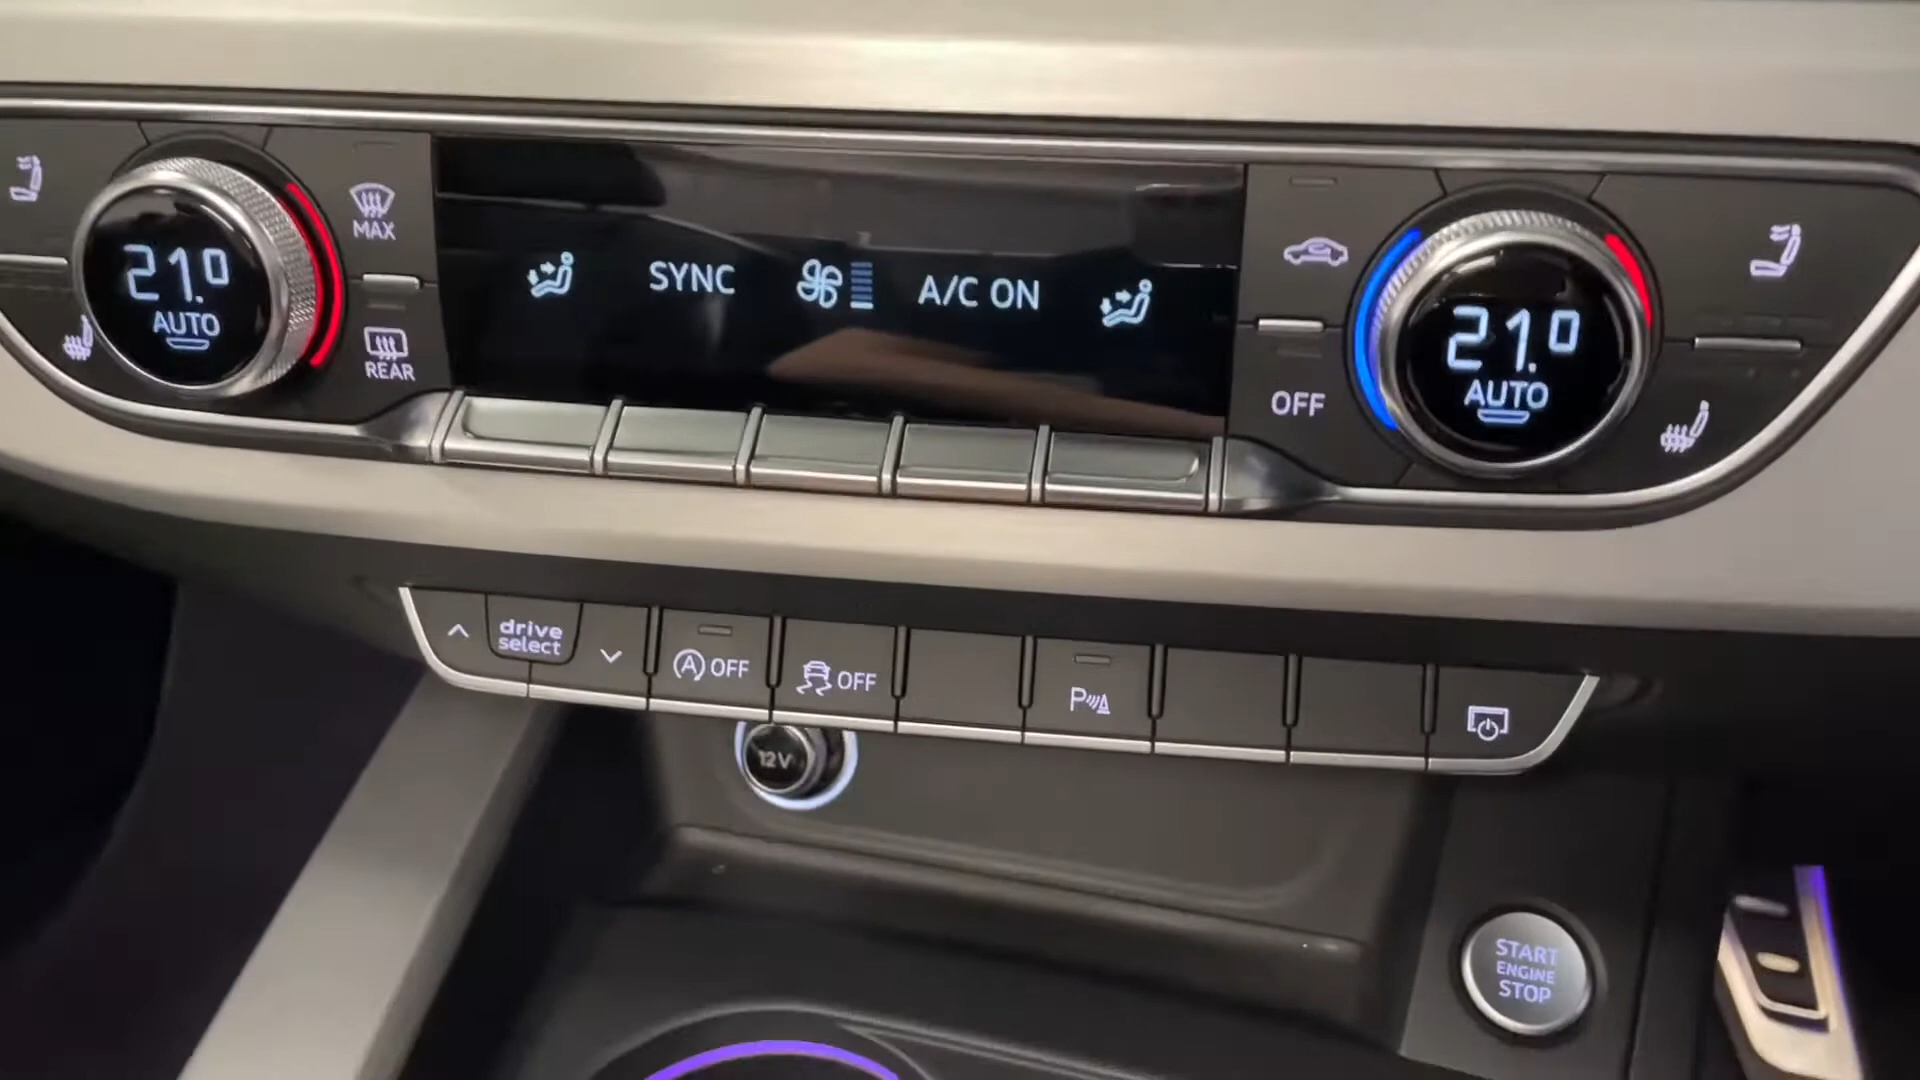 21.0
AUTO
MAX
REAR
SYNC
A/C ON
OFF
21.0
AUTO
drive
select
A OFF
OFF
P
12V
START
ENGINE
STOP